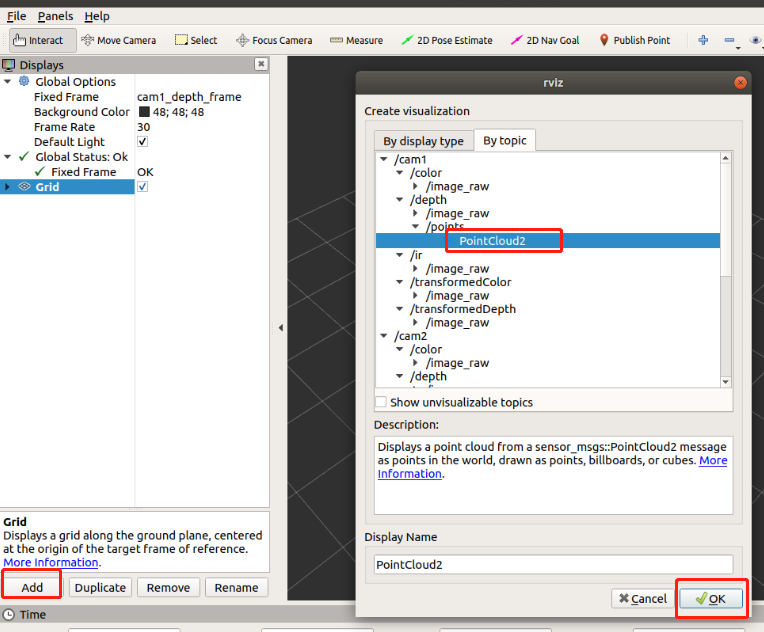 File Panels Help
Interact Move Camera Select Focus Camera Measure 2D Pose Estimate 2D Nav Goal Publish Point
Displays
Global Options
Fixed Frame cam1_depth_frame
Background Color 48; 48; 48
Frame Rate 30
Default Light
Global Status: Ok
Fixed Frame OK
Grid
Grid
Displays a grid along the ground plane, centered
at the origin of the target frame of reference.
More Information.
Add Duplicate Remove Rename
Time
rviz
Create visualization
By display type By topic
/cam1
/color
/image_raw
/depth
/image_raw
/points
PointCloud2
/ir
/image_raw
/transformedColor
/image_raw
/transformedDepth
/image_raw
/cam2
/color
/image_raw
/depth
Show unvisualizable topics
Description:
Displays a point cloud from a sensor_msgs::PointCloud2 message
as points in the world, drawn as points, billboards, or cubes. More
Information.
Display Name
PointCloud2
Cancel OK